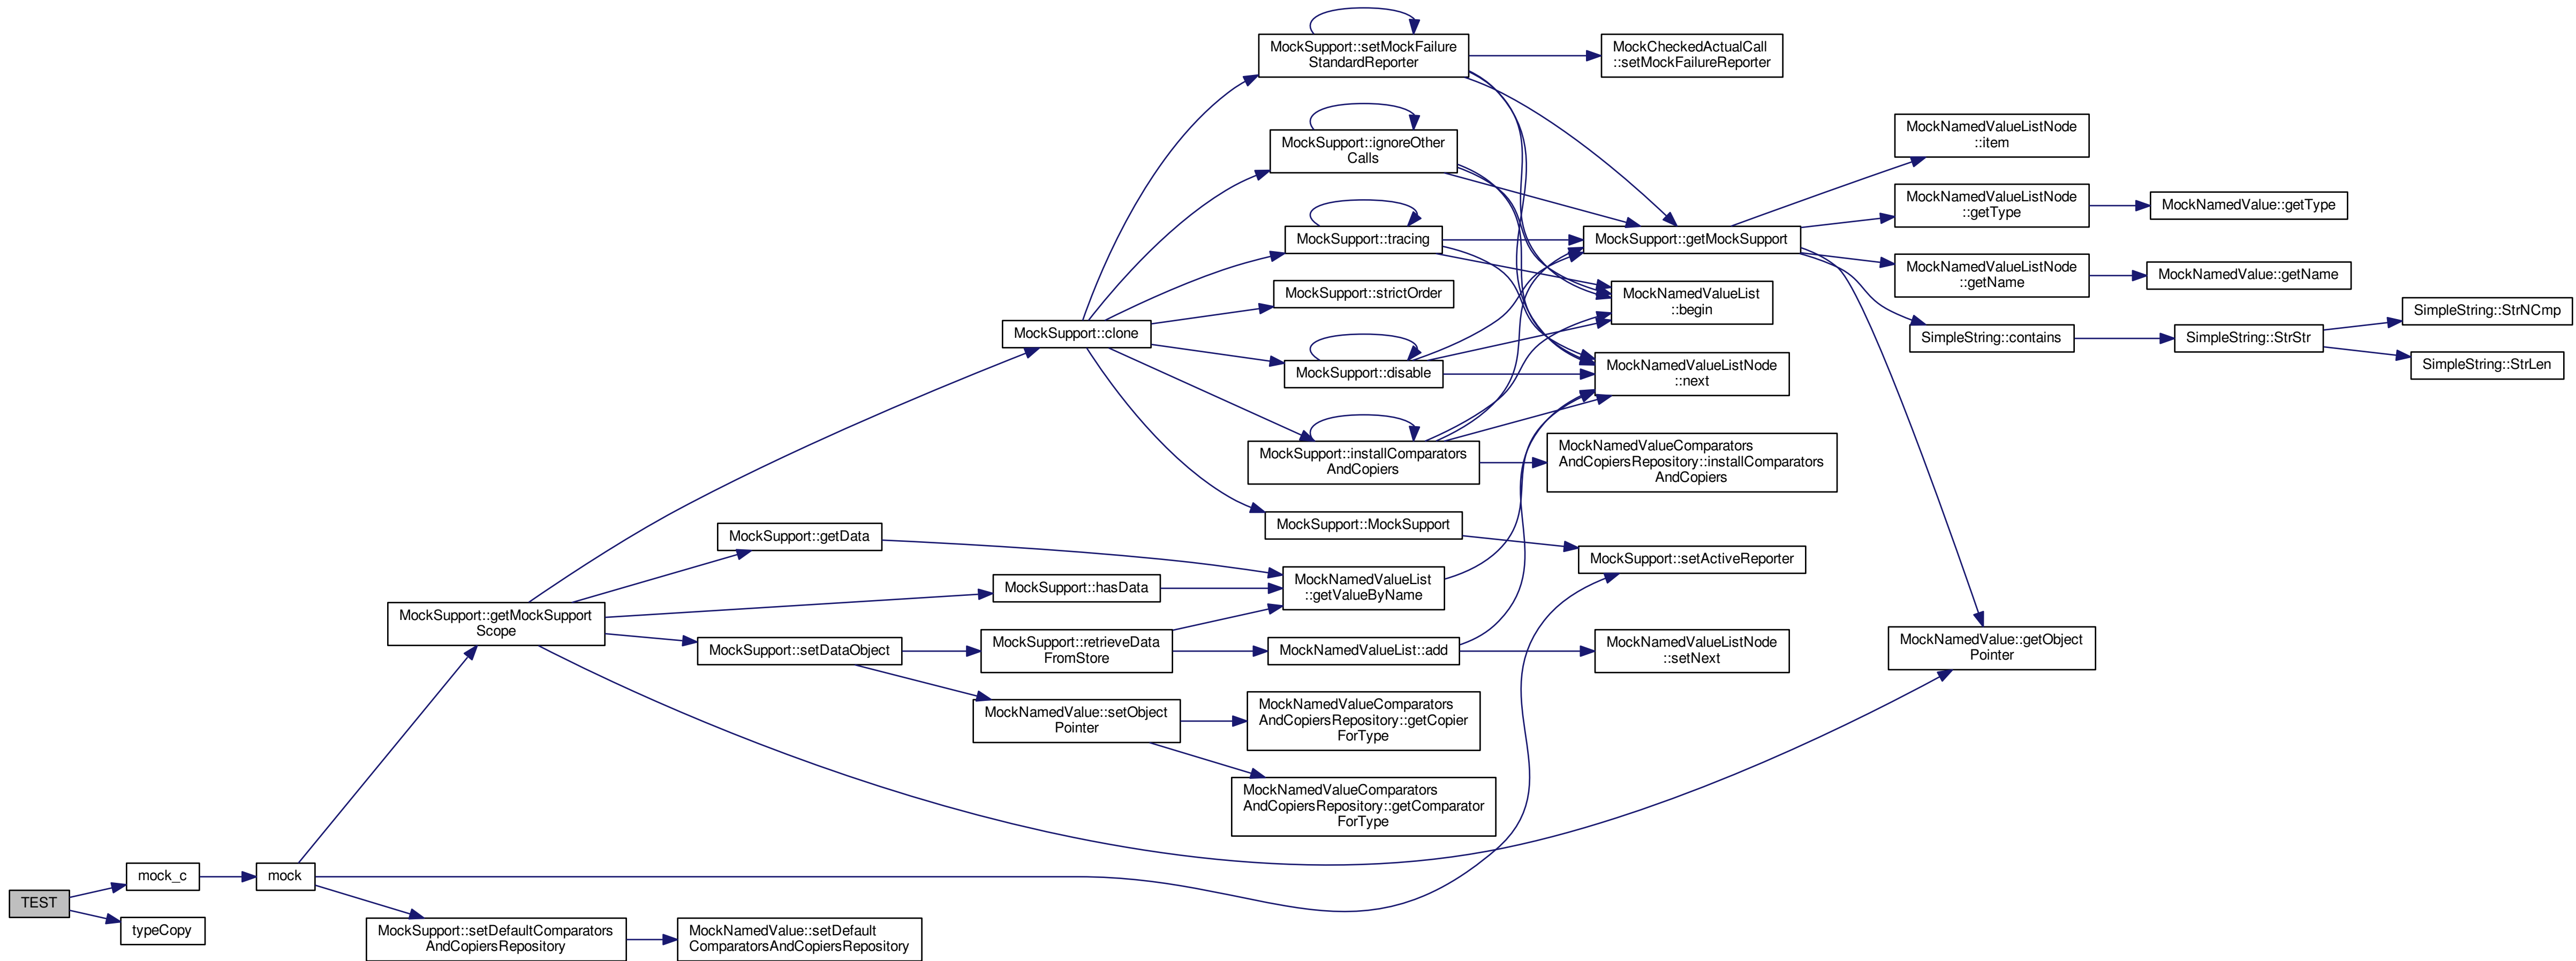 MockSupport::setMockFailure
StandardReporter
MockCheckedActualCall
::setMockFailureReporter
MockSupport::ignoreOther
Calls
MockNamedValueListNode
::item
MockNamedValueListNode
::getType
MockNamedValue::getType
MockSupport::tracing
MockSupport::getMockSupport
MockNamedValueListNode
::getName
MockNamedValue::getName
MockSupport::strictOrder
MockNamedValueList
::begin
SimpleString::StrNCmp
MockSupport::clone
SimpleString::contains
SimpleString::StrStr
SimpleString::StrLen
MockSupport::disable
MockNamedValueListNode
::next
MockSupport::installComparators
AndCopiers
MockNamedValueComparators
AndCopiersRepository::installComparators
AndCopiers
MockSupport::MockSupport
MockSupport::getData
MockSupport::setActiveReporter
MockSupport::hasData
MockNamedValueList
::getValueByName
MockSupport::getMockSupport
Scope
MockSupport::setDataObject
MockSupport::retrieveData
FromStore
MockNamedValueList::add
MockNamedValueListNode
::setNext
MockNamedValue::getObject
Pointer
MockNamedValue::setObject
Pointer
MockNamedValueComparators
AndCopiersRepository::getCopier
ForType
MockNamedValueComparators
AndCopiersRepository::getComparator
ForType
TEST
mock_c
mock
typeCopy
MockSupport::setDefaultComparators
AndCopiersRepository
MockNamedValue::setDefault
ComparatorsAndCopiersRepository